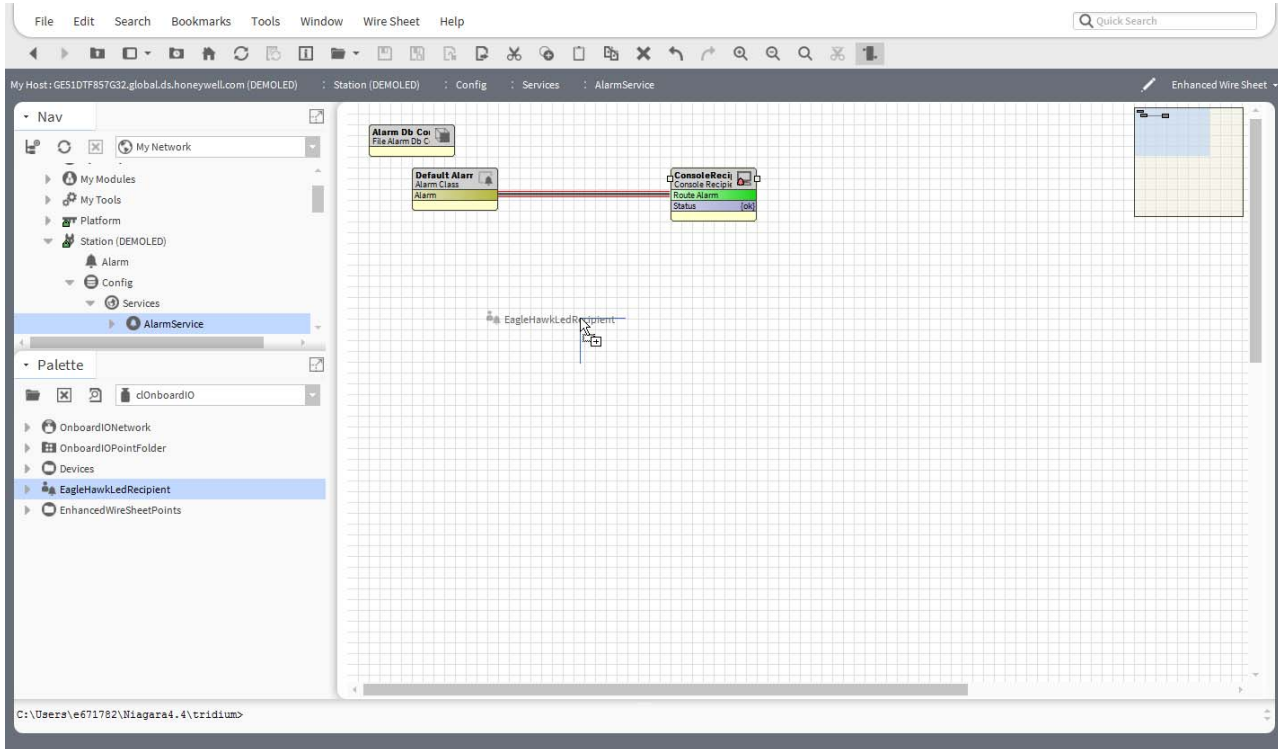 File Edit Search Bookmarks Tools Window Wire Sheet Help
Quick Search
My Host : GE51DTF857G32.global.ds.honeywell.com (DEMOLED) : Station (DEMOLED) : Config : Services : AlarmService
Enhanced Wire Sheet
Nav
My Network
My Modules
My Tools
Platform
Station (DEMOLED)
Alarm
Config
Services
AlarmService
Palette
clOnboardIO
OnboardIONetwork
OnboardIOPointFolder
Devices
EagleHawkLedRecipient
EnhancedWireSheetPoints
Alarm Db Co
File Alarm Db C
Default Alarr
Alarm Class
Alarm
ConsoleReci
Console Recipie
Route Alarm
Status {ok}
EagleHawkLedRecipient
C:\Users\e671782\Niagara4.4\tridium>